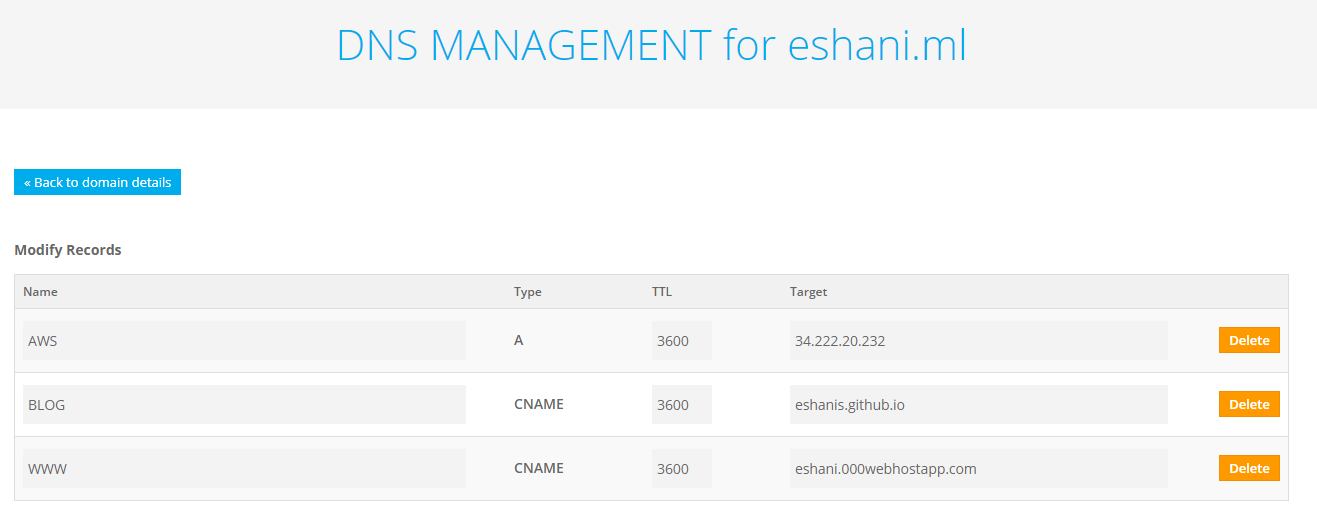 DNS MANAGEMENT for eshani.ml
« Back to domain details
Modify Records
Name Type TTL Target
AWS A 3600 34.222.20.232 Delete
BLOG CNAME 3600 eshanis.github.io Delete
WWW CNAME 3600 eshani.000webhostapp.com Delete